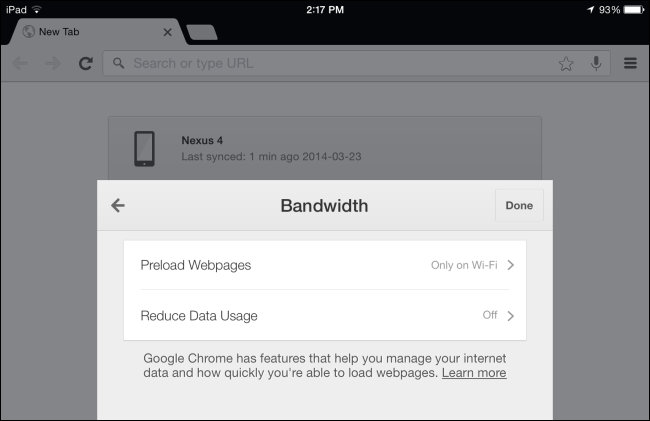 iPad 2:17 PM 93%
New Tab
Search or type URL
Nexus 4
Last synced: 1 min ago 2014-03-23
Bandwidth Done
Preload Webpages Only on Wi-Fi
Reduce Data Usage Off
Google Chrome has features that help you manage your internet
data and how quickly you're able to load webpages. Learn more